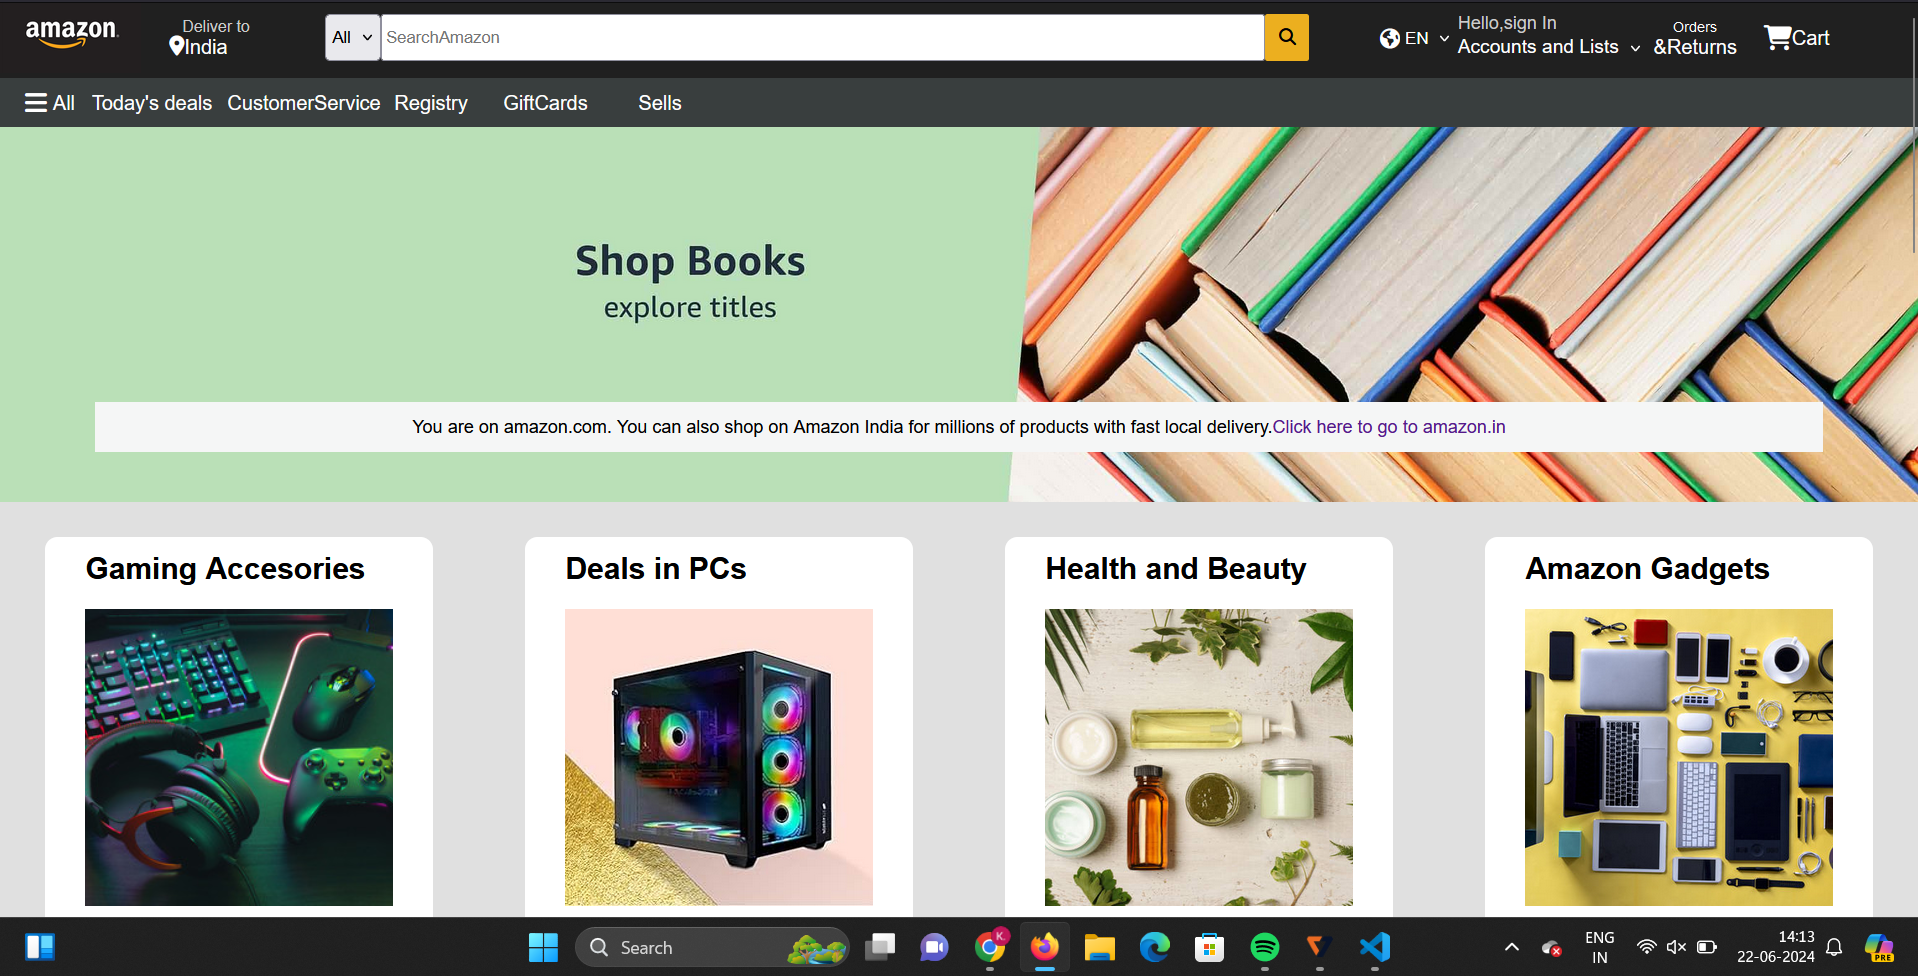 amazon
Deliver to
India
All
SearchAmazon
EN
Hello,sign In
Accounts and Lists
Orders
&Returns
Cart
All Today's deals CustomerService Registry GiftCards Sells
Shop Books
explore titles
You are on amazon.com. You can also shop on Amazon India for millions of products with fast local delivery.Click here to go to amazon.in
Gaming Accesories
Deals in PCs
Health and Beauty
Amazon Gadgets
Search
K.
ENG
IN
14:13
22-06-2024
PRE